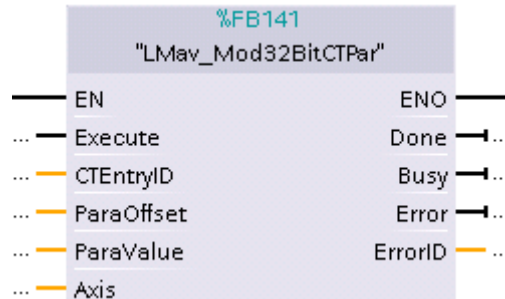 %FB141
"LMav_Mod32BitCTPar"
EN ENO
... Execute Done ...
... CTEntryID Busy ...
... ParaOffset Error ...
... ParaValue ErrorID ...
... Axis